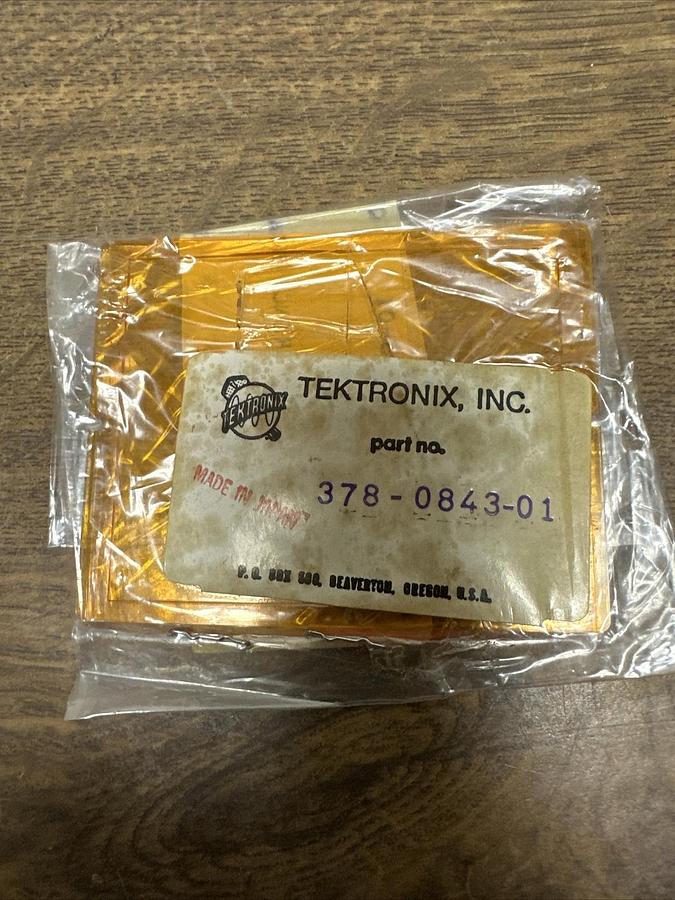 TEKTRONIX
TEKTRONIX, INC.
part no.
MADE IN JAPAN
378-0843-01
P. O. BOX 500, BEAVERTON, OREGON, U.S.A.